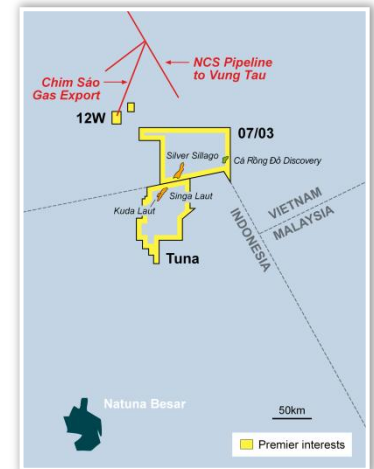 NCS Pipeline
to Vung Tau
Chim Sáo
Gas Export
12W
07/03
Silver Sillago
Cá Rồng Đỏ Discovery
Singa Laut
Kuda Laut
Tuna
VIETNAM
MALAYSIA
INDONESIA
Natuna Besar
50km
Premier interests